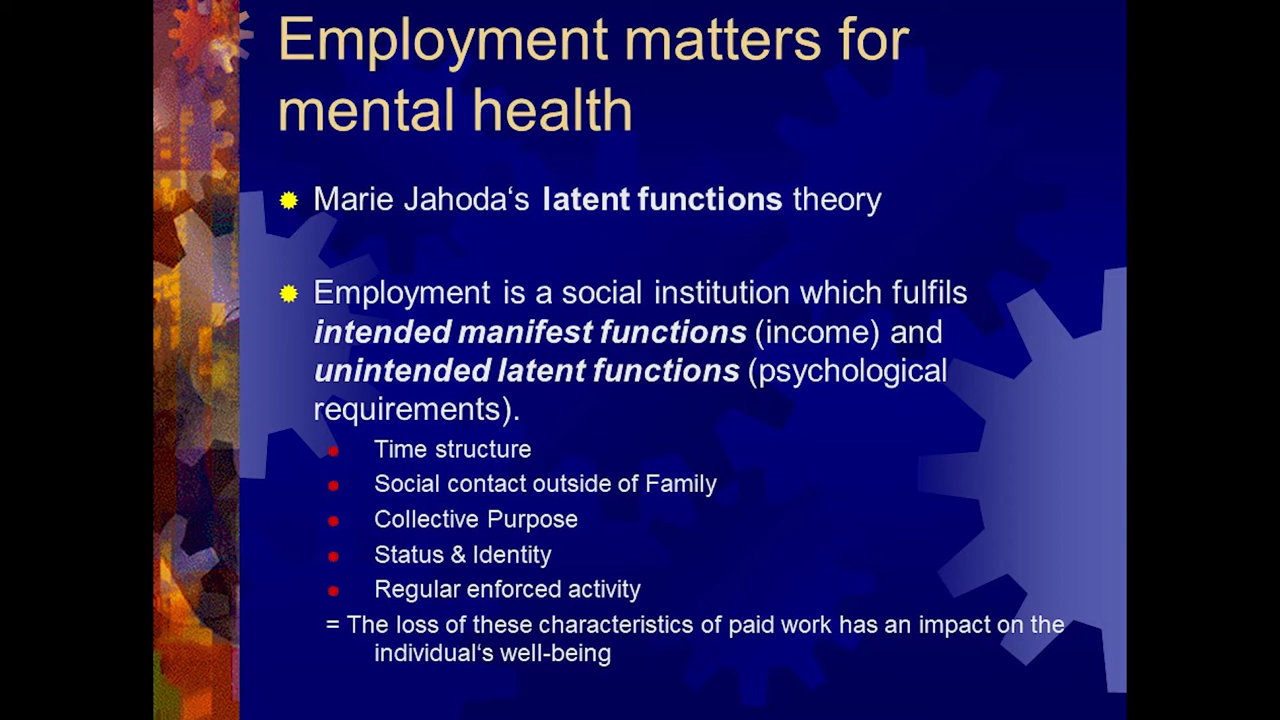 Employment matters for
mental health
Marie Jahoda‘s latent functions theory
Employment is a social institution which fulfils
intended manifest functions (income) and
unintended latent functions (psychological
requirements).
Time structure
Social contact outside of Family
Collective Purpose
Status & Identity
Regular enforced activity
= The loss of these characteristics of paid work has an impact on the
individual‘s well-being